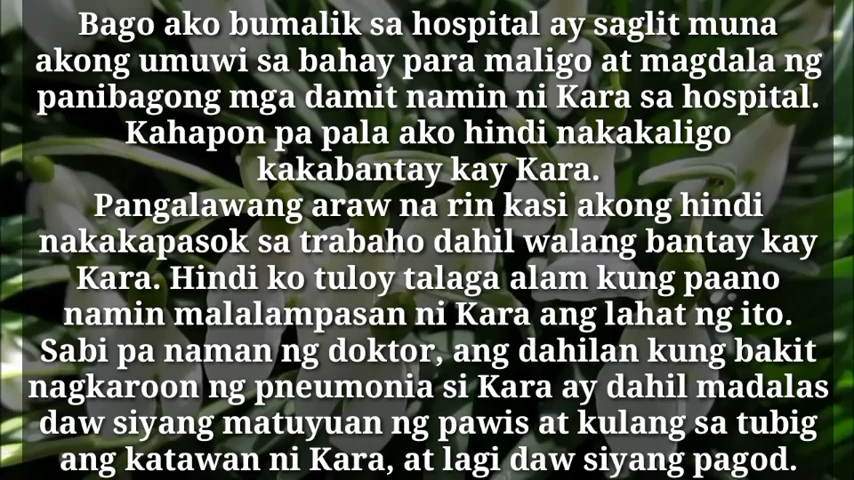 Bago ako bumalik sa hospital ay saglit muna
akong umuwi sa bahay para maligo at magdala ng
panibagong mga damit namin ni Kara sa hospital.
Kahapon pa pala ako hindi nakakaligo
kakabantay kay Kara.
Pangalawang araw na rin kasi akong hindi
nakakapasok sa trabaho dahil walang bantay kay
Kara. Hindi ko tuloy talaga alam kung paano
namin malalampasan ni Kara ang lahat ng ito.
Sabi pa naman ng doktor, ang dahilan kung bakit
nagkaroon ng pneumonia si Kara ay dahil madalas
daw siyang matuyuan ng pawis at kulang sa tubig
ang katawan ni Kara, at lagi daw siyang pagod.